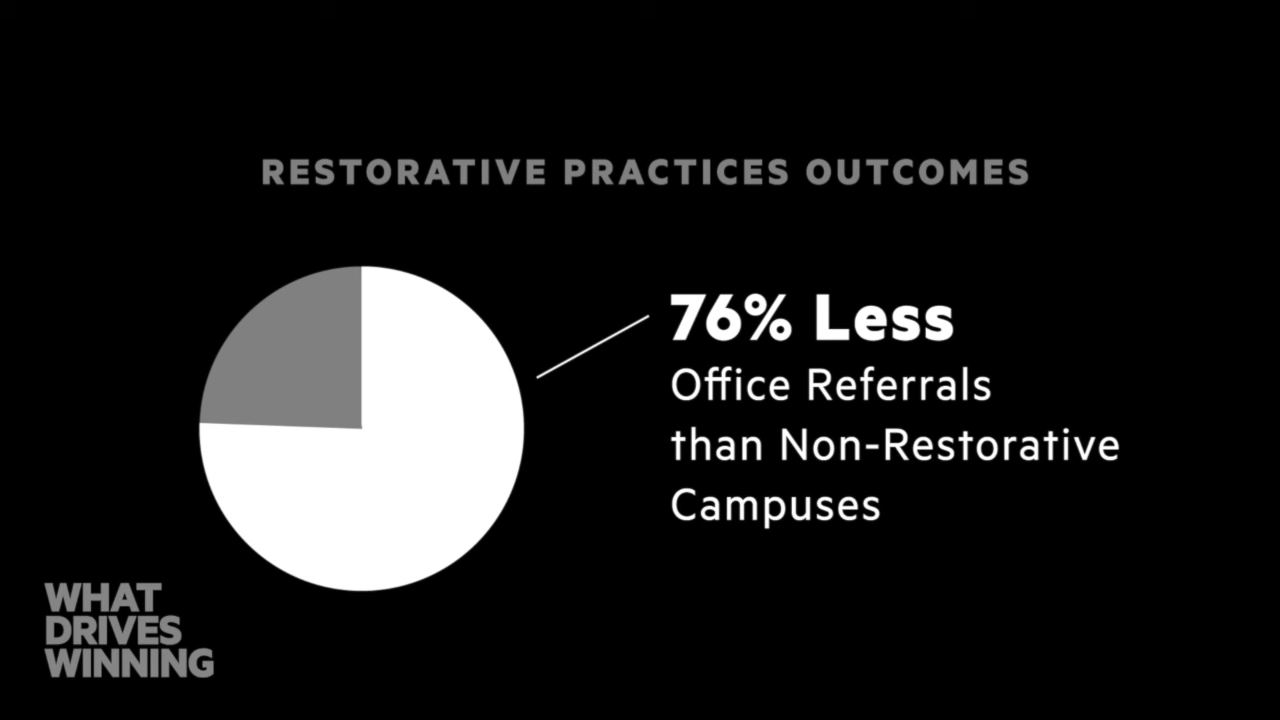 RESTORATIVE PRACTICES OUTCOMES
76% Less
Office Referrals
than Non-Restorative
Campuses
WHAT
DRIVES
WINNING